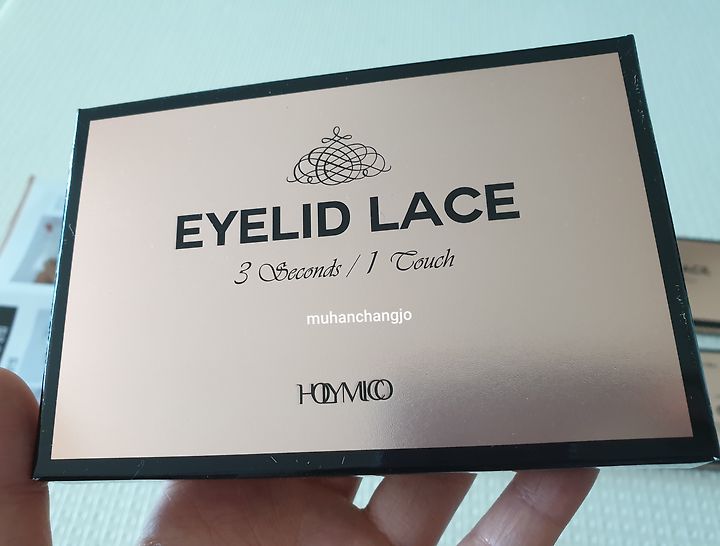 EYELID LACE
3 Seconds / 1 Touch
muhanchangjo
HOLYMICO